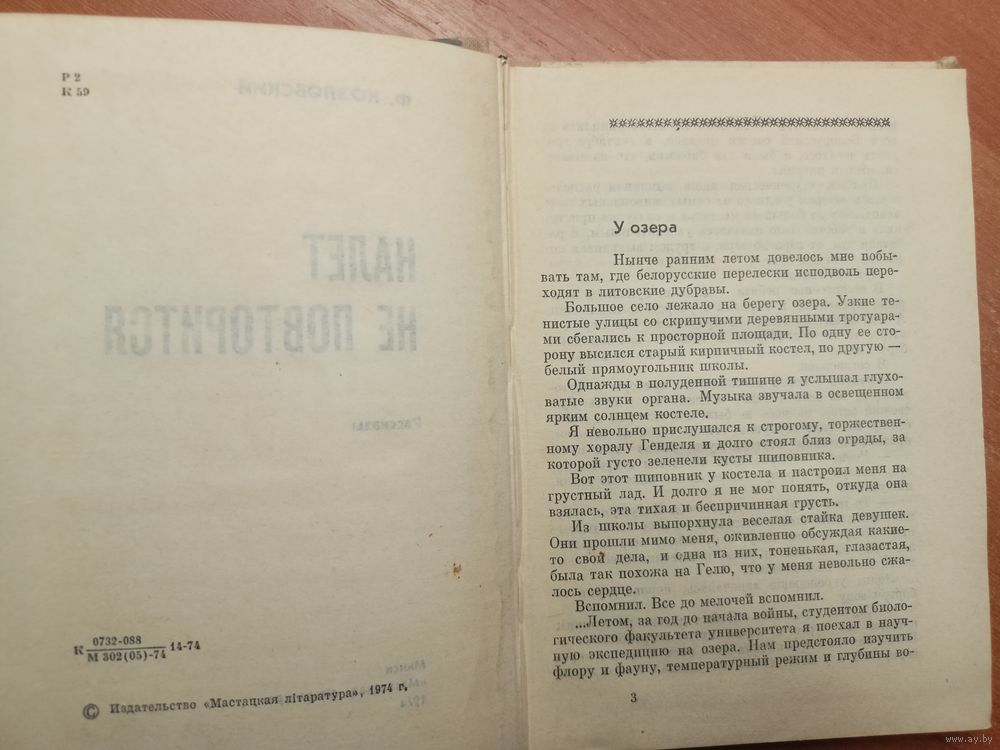 Р 2
К 59
Ф. КОЗЛОВСКИЙ
НАЛЕТ
НЕ ПОВТОРИТСЯ
Рассказы
Минск
1974
К 0732-088 14-74
М 302(05)-74
© Издательство «Мастацкая літаратура», 1974 г.
У озера
Нынче ранним летом довелось мне побы-
вать там, где белорусские перелески исподволь пере-
ходят в литовские дубравы.
Большое село лежало на берегу озера. Узкие те-
нистые улицы со скрипучими деревянными тротуара-
ми сбегались к просторной площади. По одну ее сто-
рону высился старый кирпичный костел, по другую —
белый прямоугольник школы.
Однажды в полуденной тишине я услышал глухо-
ватые звуки органа. Музыка звучала в освещенном
ярким солнцем костеле.
Я невольно прислушался к строгому, торжествен-
ному хоралу Генделя и долго стоял близ ограды, за
которой густо зеленели кусты шиповника.
Вот этот шиповник у костела и настроил меня на
грустный лад. И долго я не мог понять, откуда она
взялась, эта тихая и беспричинная грусть.
Из школы выпорхнула веселая стайка девушек.
Они прошли мимо меня, оживленно обсуждая какие-
то свои дела, и одна из них, тоненькая, глазастая,
была так похожа на Гелю, что у меня невольно сжа-
лось сердце.
Вспомнил. Все до мелочей вспомнил.
...Летом, за год до начала войны, студентом биоло-
гического факультета университета я поехал в науч-
ную экспедицию на озера. Нам предстояло изучить
флору и фауну, температурный режим и глубины во-
3
www.ay.by